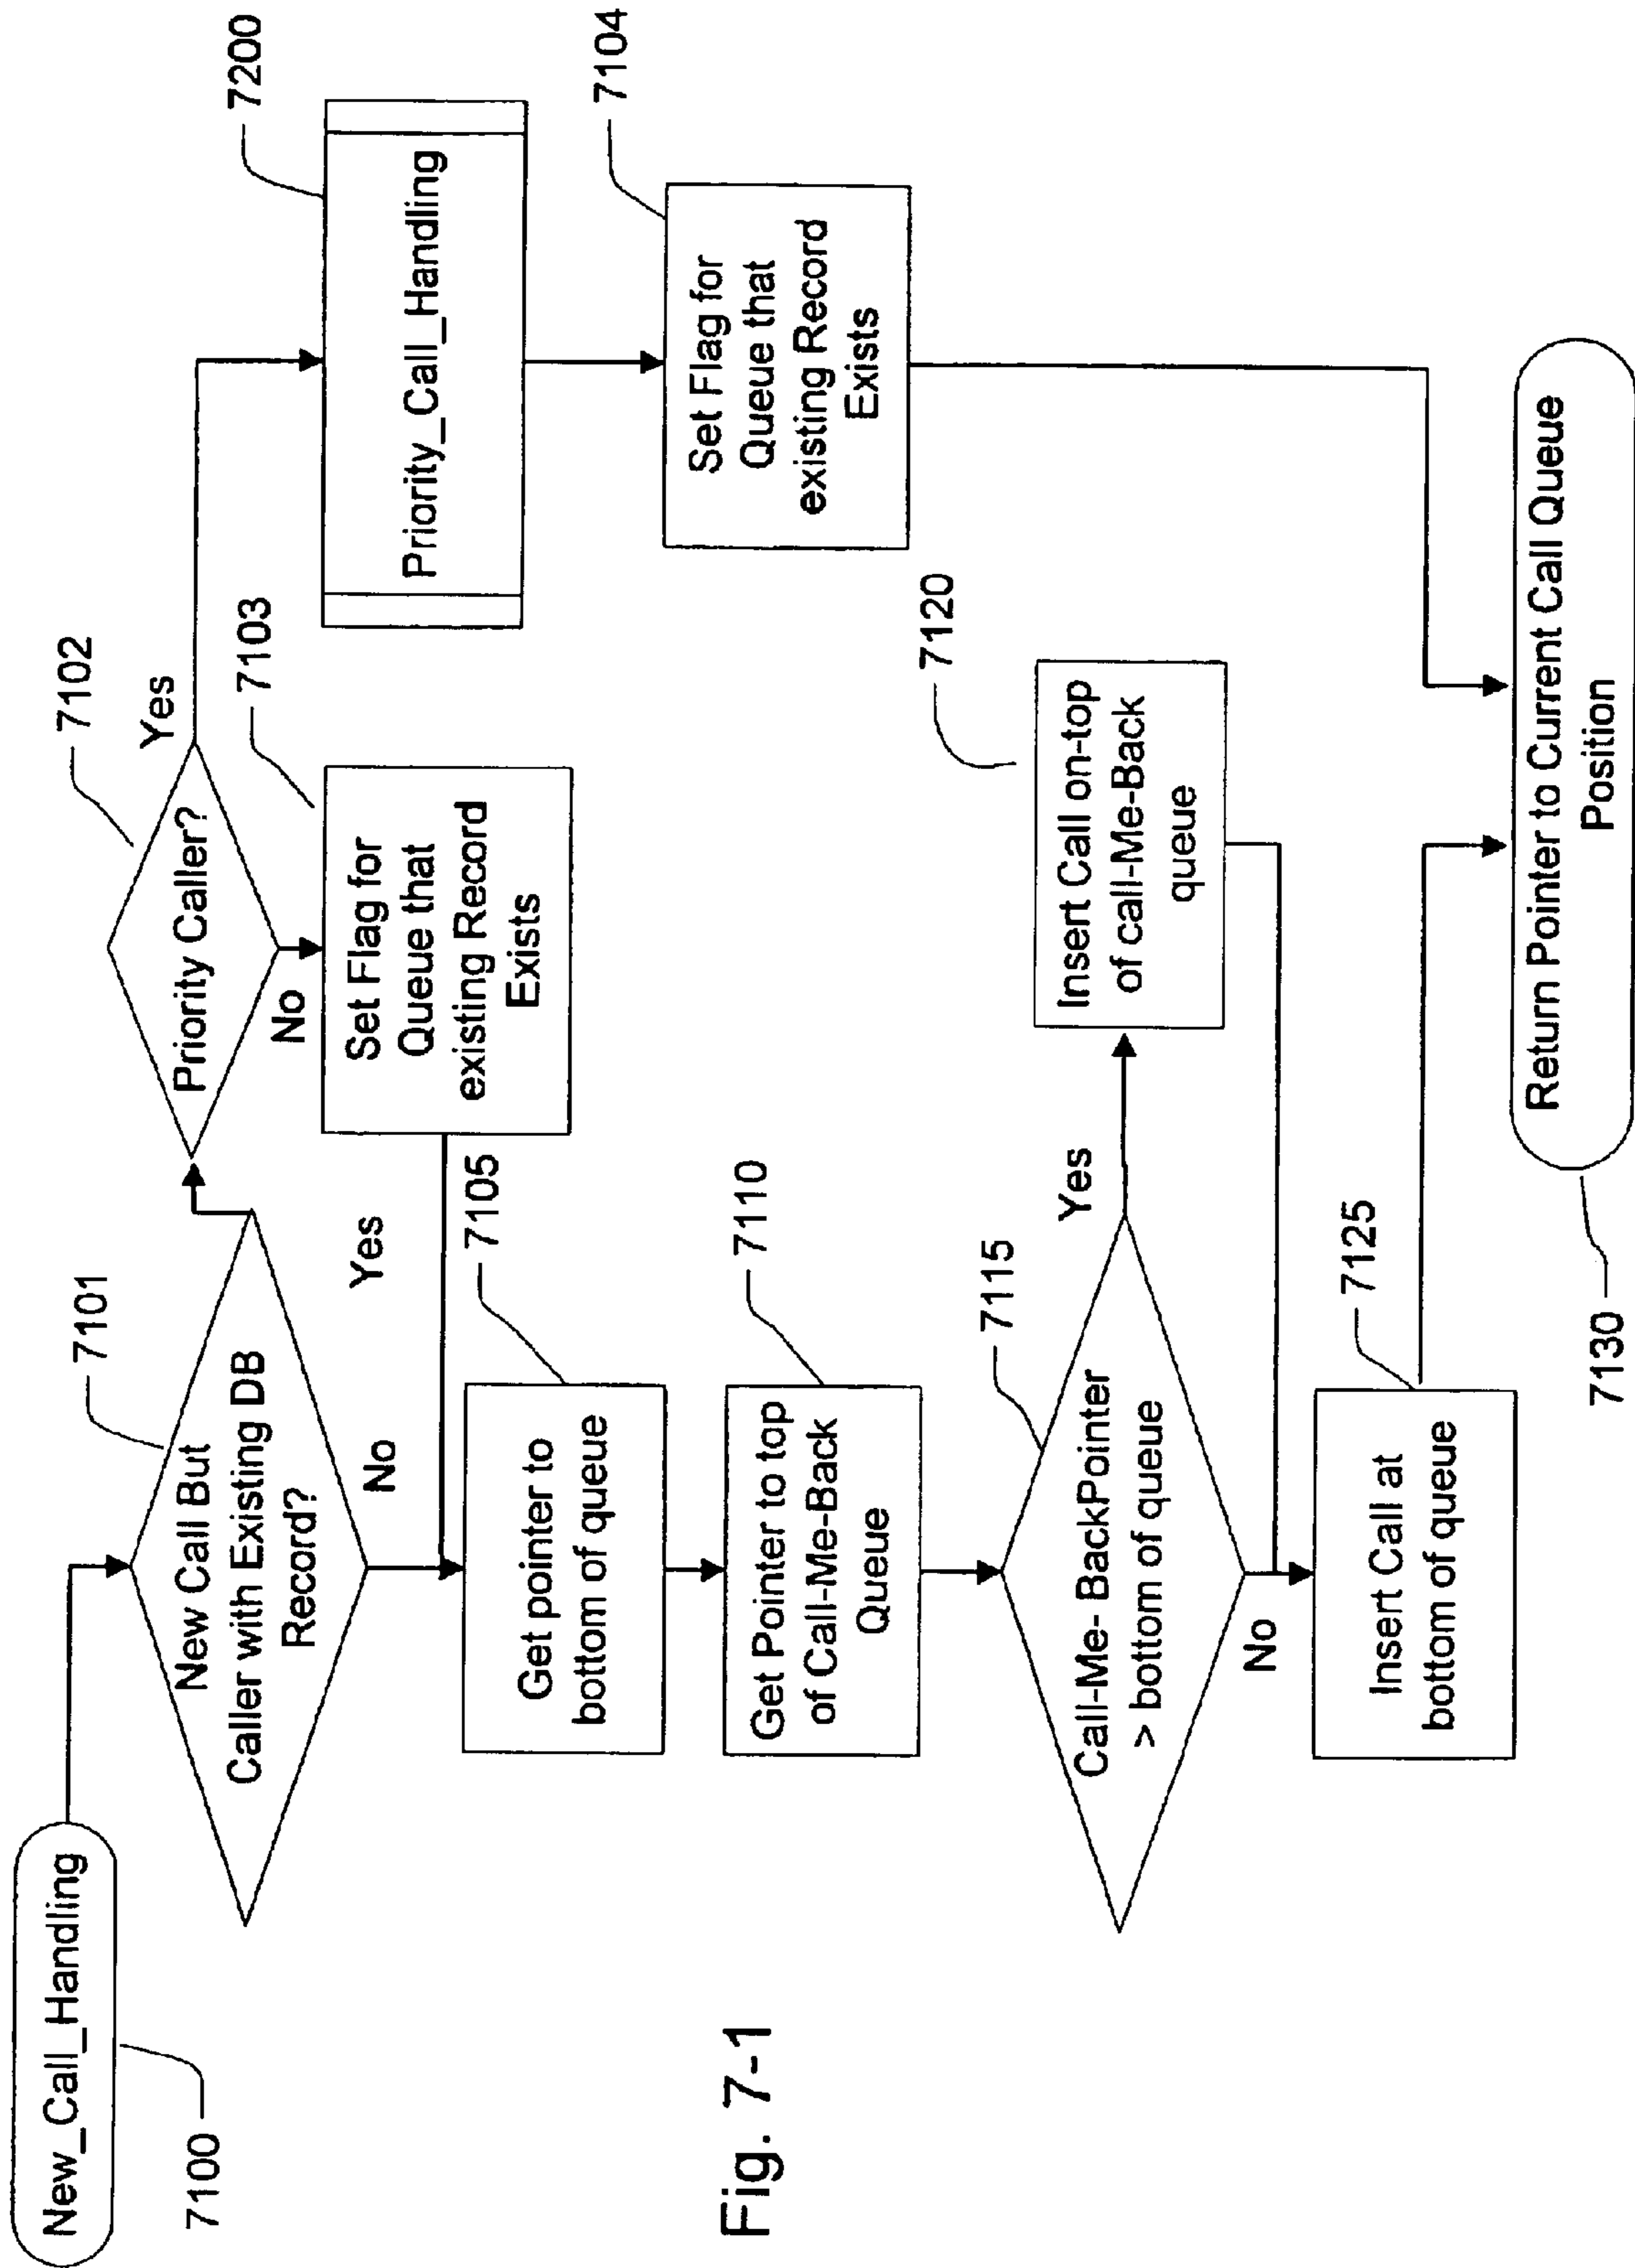 New_Call_Handling
7100
New Call But
Caller with Existing DB
Record?
7101
Yes
No
Priority Caller?
7102
Yes
No
Set Flag for
Queue that
existing Record
Exists
7103
Priority_Call_Handling
7200
Set Flag for
Queue that
existing Record
Exists
7104
Get pointer to
bottom of queue
7105
Get Pointer to top
of Call-Me-Back
Queue
7110
Call-Me- BackPointer
> bottom of queue
7115
Yes
No
Insert Call on-top
of call-Me-Back
queue
7120
Insert Call at
bottom of queue
7125
Return Pointer to Current Call Queue
Position
7130
Fig. 7-1